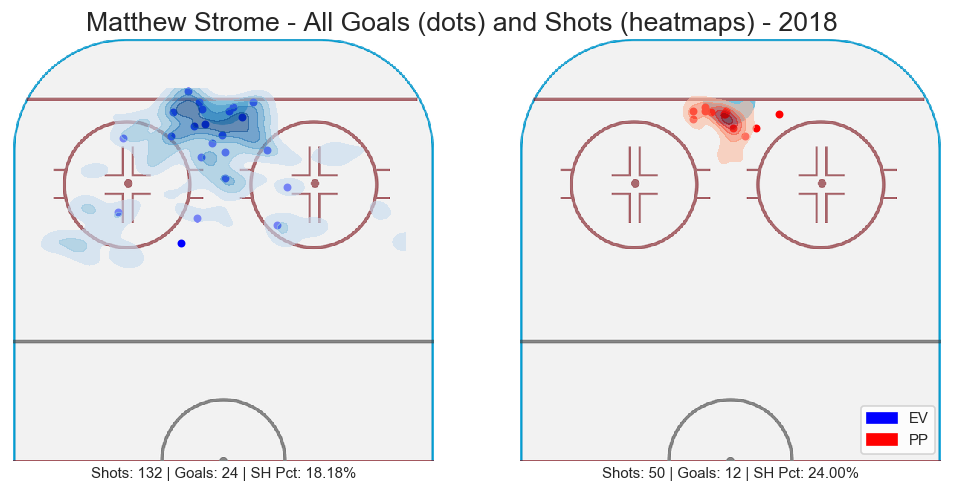 Matthew Strome - All Goals (dots) and Shots (heatmaps) - 2018
EV
PP
Shots: 132 | Goals: 24 | SH Pct: 18.18%
Shots: 50 | Goals: 12 | SH Pct: 24.00%